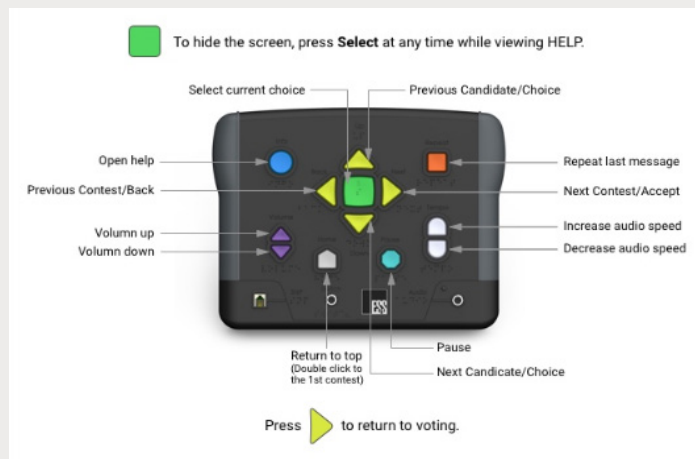 To hide the screen, press Select at any time while viewing HELP.
Select current choice
Previous Candidate/Choice
Open help
Repeat last message
Previous Contest/Back
Next Contest/Accept
Volumn up
Increase audio speed
Volumn down
Decrease audio speed
ESS
Return to top
(Double click to
the 1st contest)
Pause
Next Candicate/Choice
Press to return to voting.